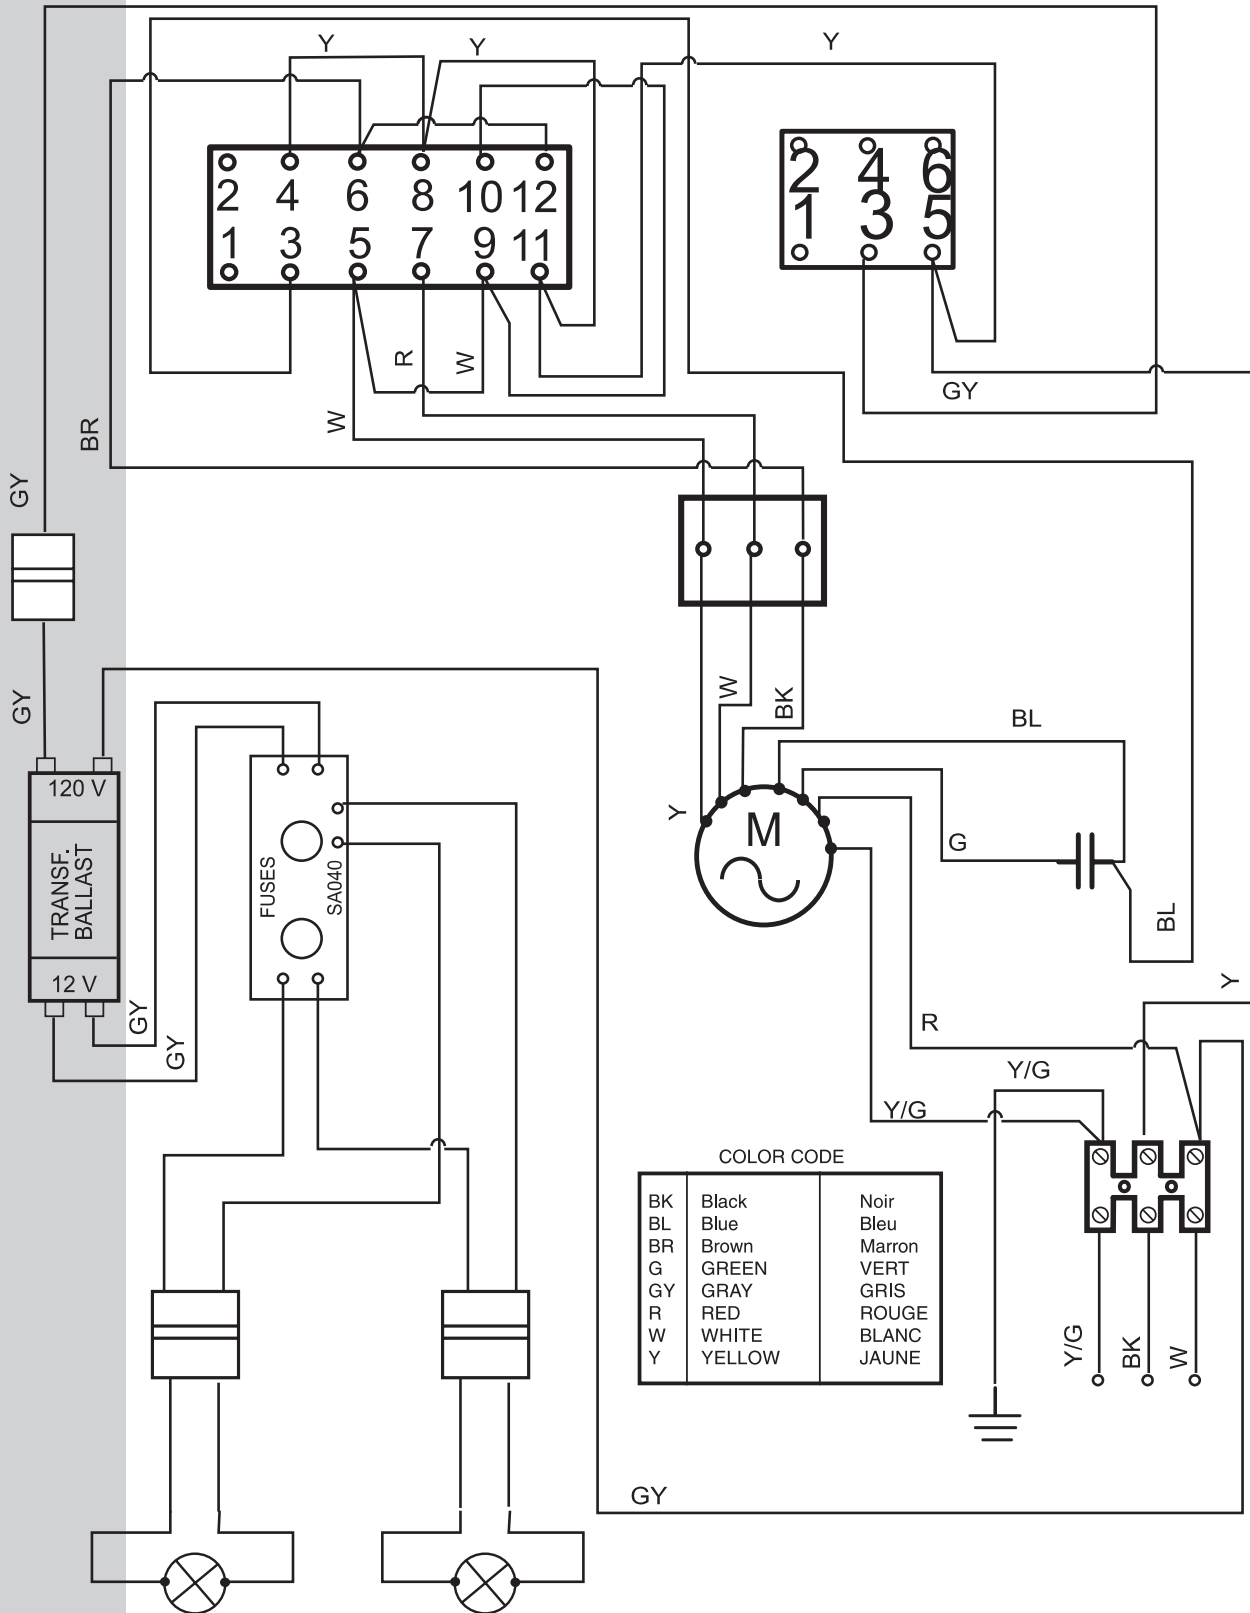 Y
Y
Y
2 4 6 8 10 12
1 3 5 7 9 11
2 4 6
1 3 5
R
W
W
GY
BR
GY
GY
W
BK
BL
120 V
TRANSF.
BALLAST
12 V
FUSES
SA040
Y
M
G
BL
Y
GY
GY
R
Y/G
Y/G
COLOR CODE
BK Black Noir
BL Blue Bleu
BR Brown Marron
G GREEN VERT
GY GRAY GRIS
R RED ROUGE
W WHITE BLANC
Y YELLOW JAUNE
Y/G
BK
W
GY